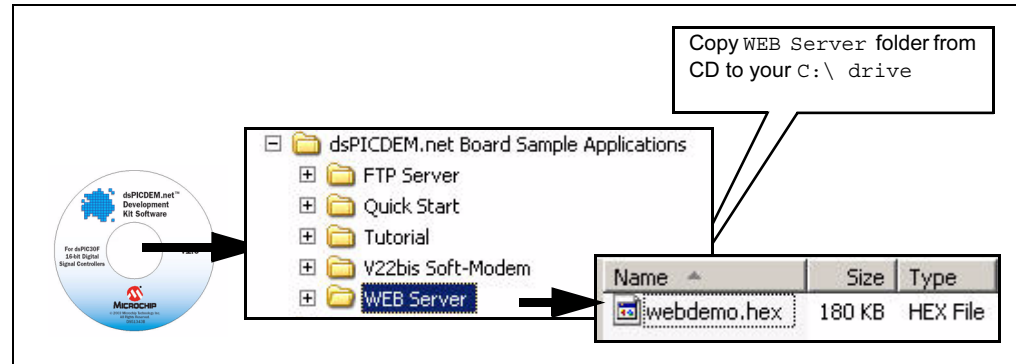 Copy WEB Server folder from
CD to your C:\ drive
dsPICDEM.net Board Sample Applications
FTP Server
Quick Start
Tutorial
V22bis Soft-Modem
WEB Server
dsPICDEM.net™
Development
Kit Software
For dsPIC30F
16-bit Digital
Signal Controllers
MICROCHIP
Name Size Type
webdemo.hex 180 KB HEX File